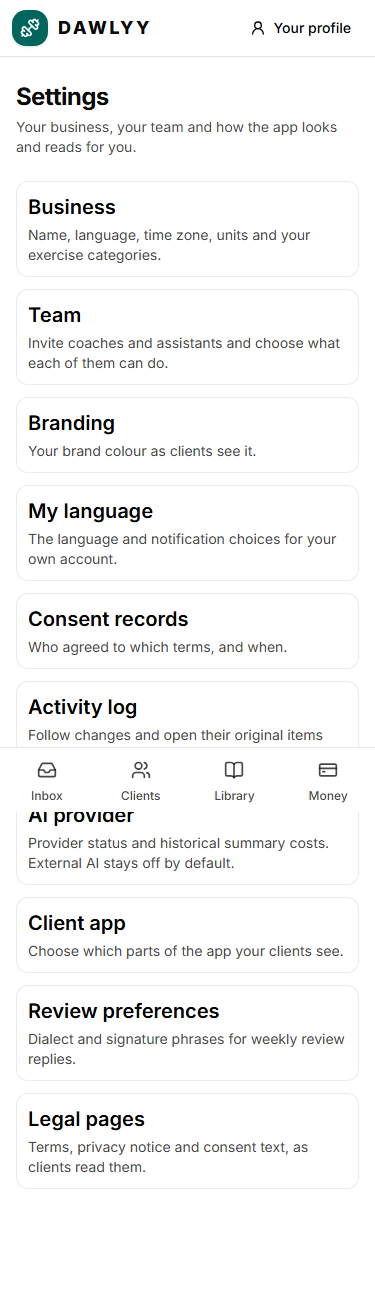 DAWLYY
Your profile
Settings
Your business, your team and how the app looks
and reads for you.
Business
Name, language, time zone, units and your
exercise categories.
Team
Invite coaches and assistants and choose what
each of them can do.
Branding
Your brand colour as clients see it.
My language
The language and notification choices for your
own account.
Consent records
Who agreed to which terms, and when.
Activity log
Follow changes and open their original items
Inbox
Clients
Library
Money
AI provider
Provider status and historical summary costs.
External AI stays off by default.
Client app
Choose which parts of the app your clients see.
Review preferences
Dialect and signature phrases for weekly review
replies.
Legal pages
Terms, privacy notice and consent text, as
clients read them.